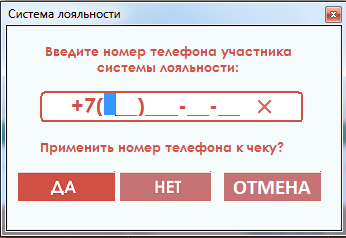 Система лояльности
Введите номер телефона участника
системы лояльности:
+7(___)___-__-__ ×
Применить номер телефона к чеку?
ДА НЕТ ОТМЕНА